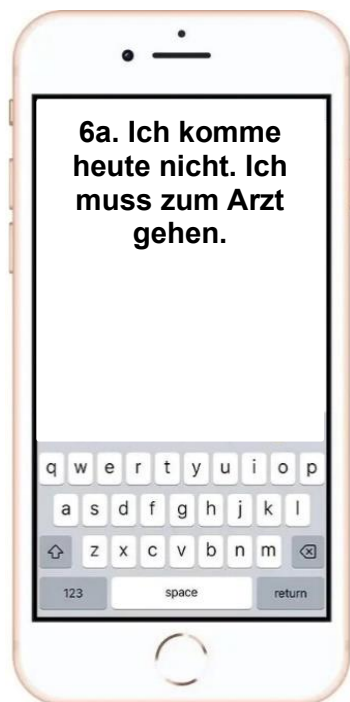 6a. Ich komme
heute nicht. Ich
muss zum Arzt
gehen.
q w e r t y u i o p
a s d f g h j k l
z x c v b n m
123 space return